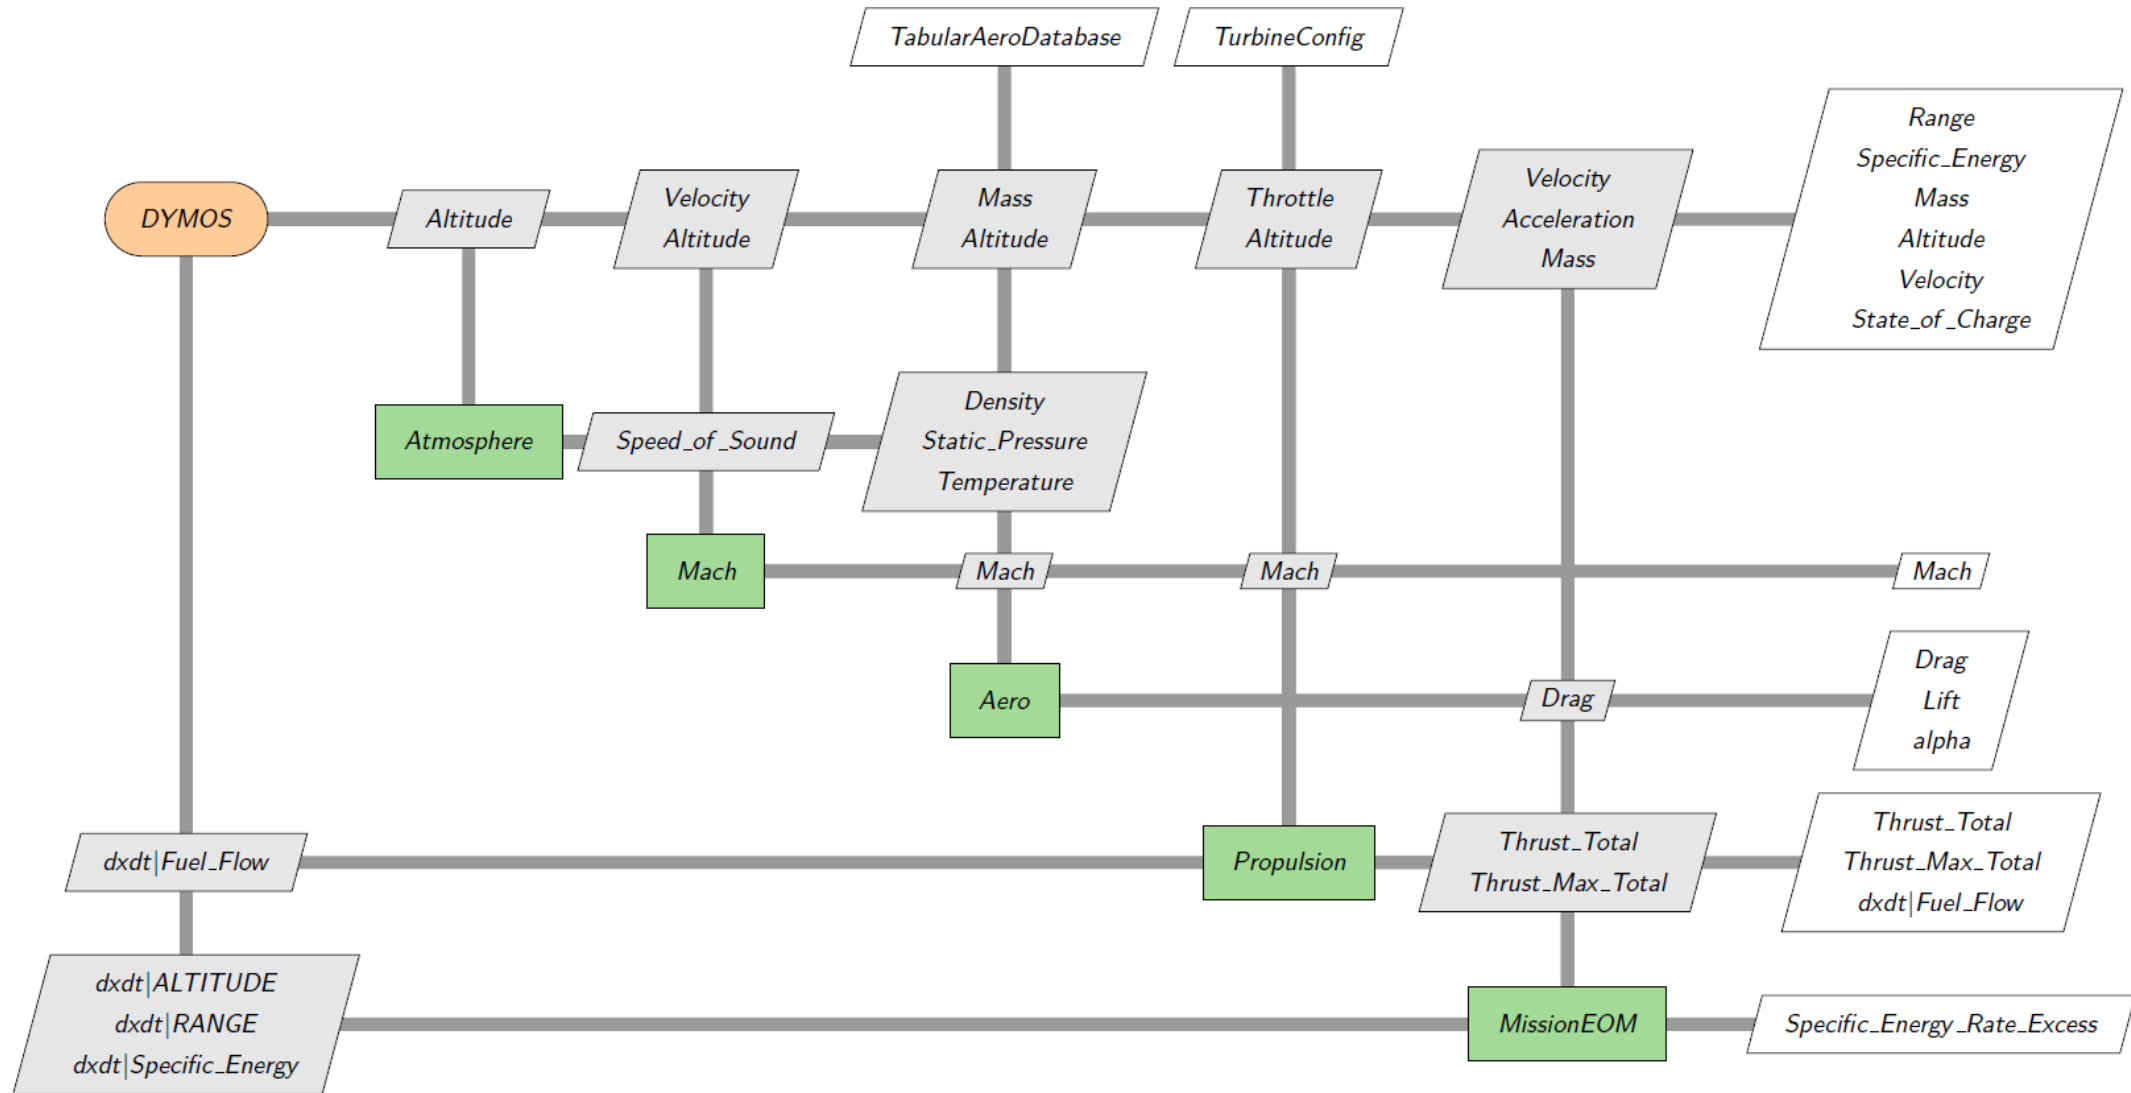 TabularAeroDatabase
TurbineConfig
DYMOS
Altitude
Velocity
Altitude
Mass
Altitude
Throttle
Altitude
Velocity
Acceleration
Mass
Range
Specific_Energy
Mass
Altitude
Velocity
State_of_Charge
Atmosphere
Speed_of_Sound
Density
Static_Pressure
Temperature
Mach
Mach
Mach
Mach
Aero
Drag
Drag
Lift
alpha
dxdt|Fuel_Flow
Propulsion
Thrust_Total
Thrust_Max_Total
Thrust_Total
Thrust_Max_Total
dxdt|Fuel_Flow
dxdt|ALTITUDE
dxdt|RANGE
dxdt|Specific_Energy
MissionEOM
Specific_Energy_Rate_Excess